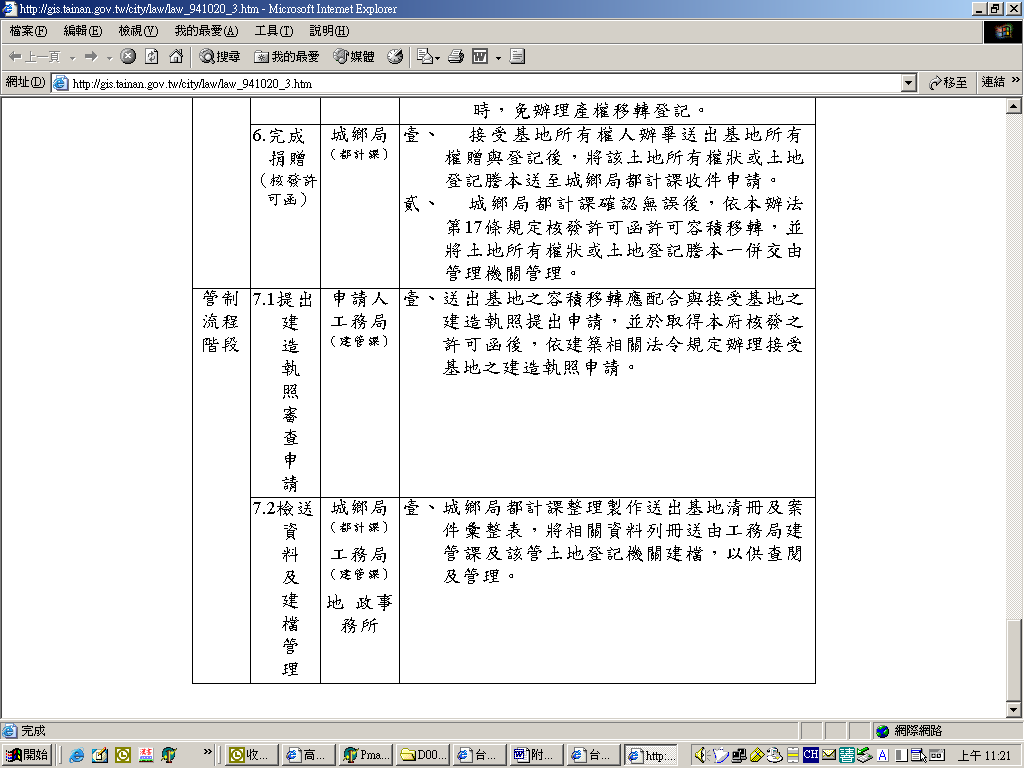 http://gis.tainan.gov.tw/city/law/law_941020_3.htm - Microsoft Internet Explorer
檔案(F) 編輯(E) 檢視(V) 我的最愛(A) 工具(T) 說明(H)
上一頁 搜尋 我的最愛 媒體
網址(D) http://gis.tainan.gov.tw/city/law/law_941020_3.htm 移至 連結 »
時，免辦理產權移轉登記。
6.完成
捐贈
（核發許
可函）
城鄉局
（都計課）
壹、 接受基地所有權人辦畢送出基地所有
權贈與登記後，將該土地所有權狀或土地
登記謄本送至城鄉局都計課收件申請。
貳、 城鄉局都計課確認無誤後，依本辦法
第17條規定核發許可函許可容積移轉，並
將土地所有權狀或土地登記謄本一併交由
管理機關管理。
管制
流程
階段
7.1提出
建
造
執
照
審
查
申
請
申請人
工務局
（建管課）
壹、送出基地之容積移轉應配合與接受基地之
建造執照提出申請，並於取得本府核發之
許可函後，依建築相關法令規定辦理接受
基地之建造執照申請。
7.2檢送
資
料
及
建
檔
管
理
城鄉局
（都計課）
工務局
（建管課）
地 政事
務所
壹、城鄉局都計課整理製作送出基地清冊及案
件彙整表，將相關資料列冊送由工務局建
管課及該管土地登記機關建檔，以供查閱
及管理。
完成 網際網路
開始 » 收... 高... Pma... D00... 台... 附... 台... http:... CH A 上午 11:21